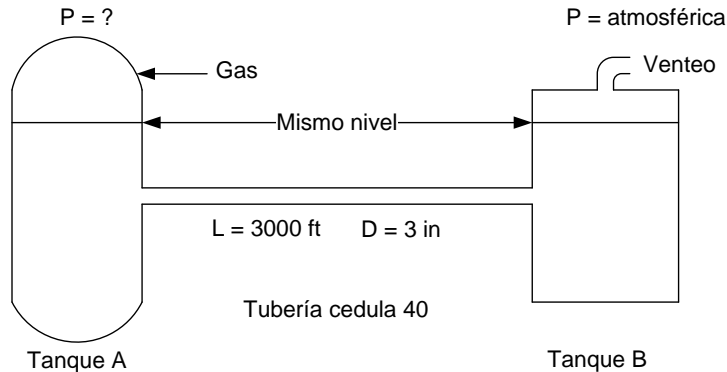 P = ?
P = atmosférica
Gas
Venteo
Mismo nivel
L = 3000 ft D = 3 in
Tubería cedula 40
Tanque A
Tanque B